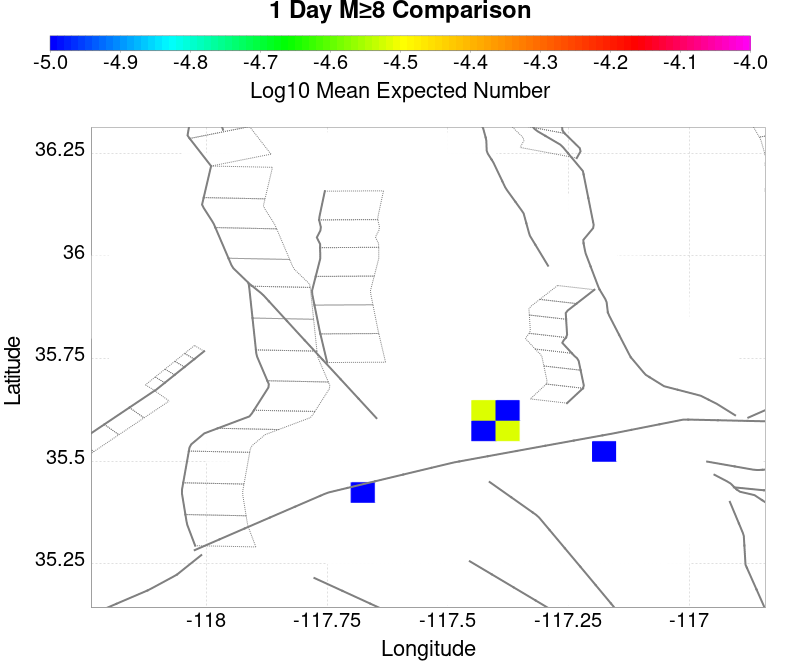 1 Day M≥8 Comparison
-5.0 -4.9 -4.8 -4.7 -4.6 -4.5 -4.4 -4.3 -4.2 -4.1 -4.0
Log10 Mean Expected Number
36.25
36
35.75
35.5
35.25
Latitude
-118 -117.75 -117.5 -117.25 -117
Longitude